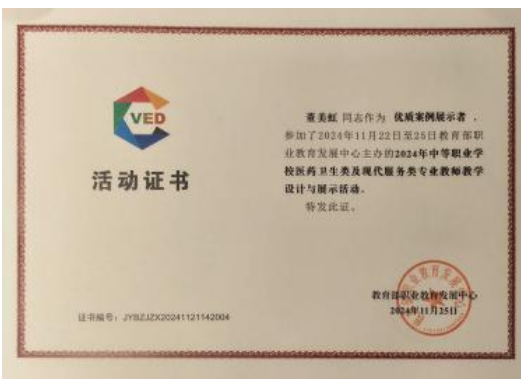 VED
活动证书
董美虹 同志作为 优质案例展示者 ，
参加了2024年11月22日至25日教育部职
业教育发展中心主办的2024年中等职业学
校医药卫生类及现代服务类专业教师教学
设计与展示活动。
特发此证。
教育部职业教育发展中心
2024年11月25日
证书编号：JYBZJZX20241121142004